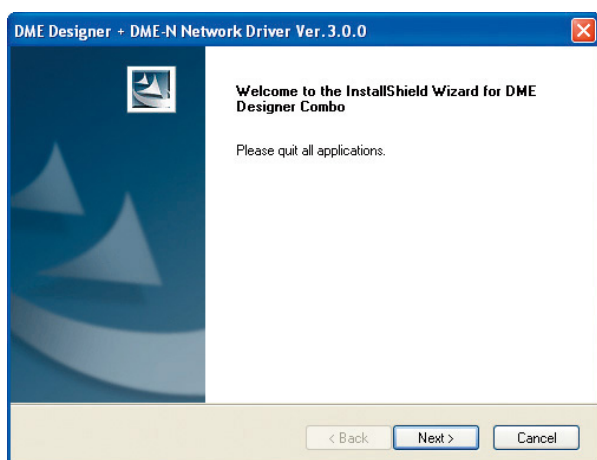 DME Designer + DME-N Network Driver Ver.3.0.0
Welcome to the InstallShield Wizard for DME
Designer Combo
Please quit all applications.
< Back Next > Cancel